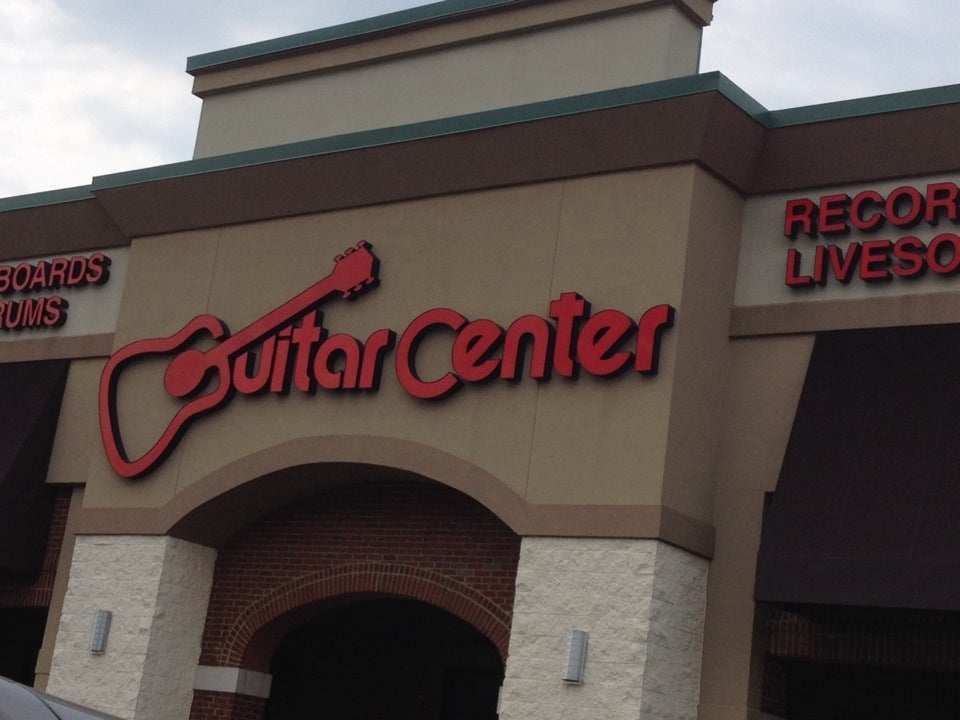 BOARDS
RUMS
Guitar Center
RECOR
LIVESO